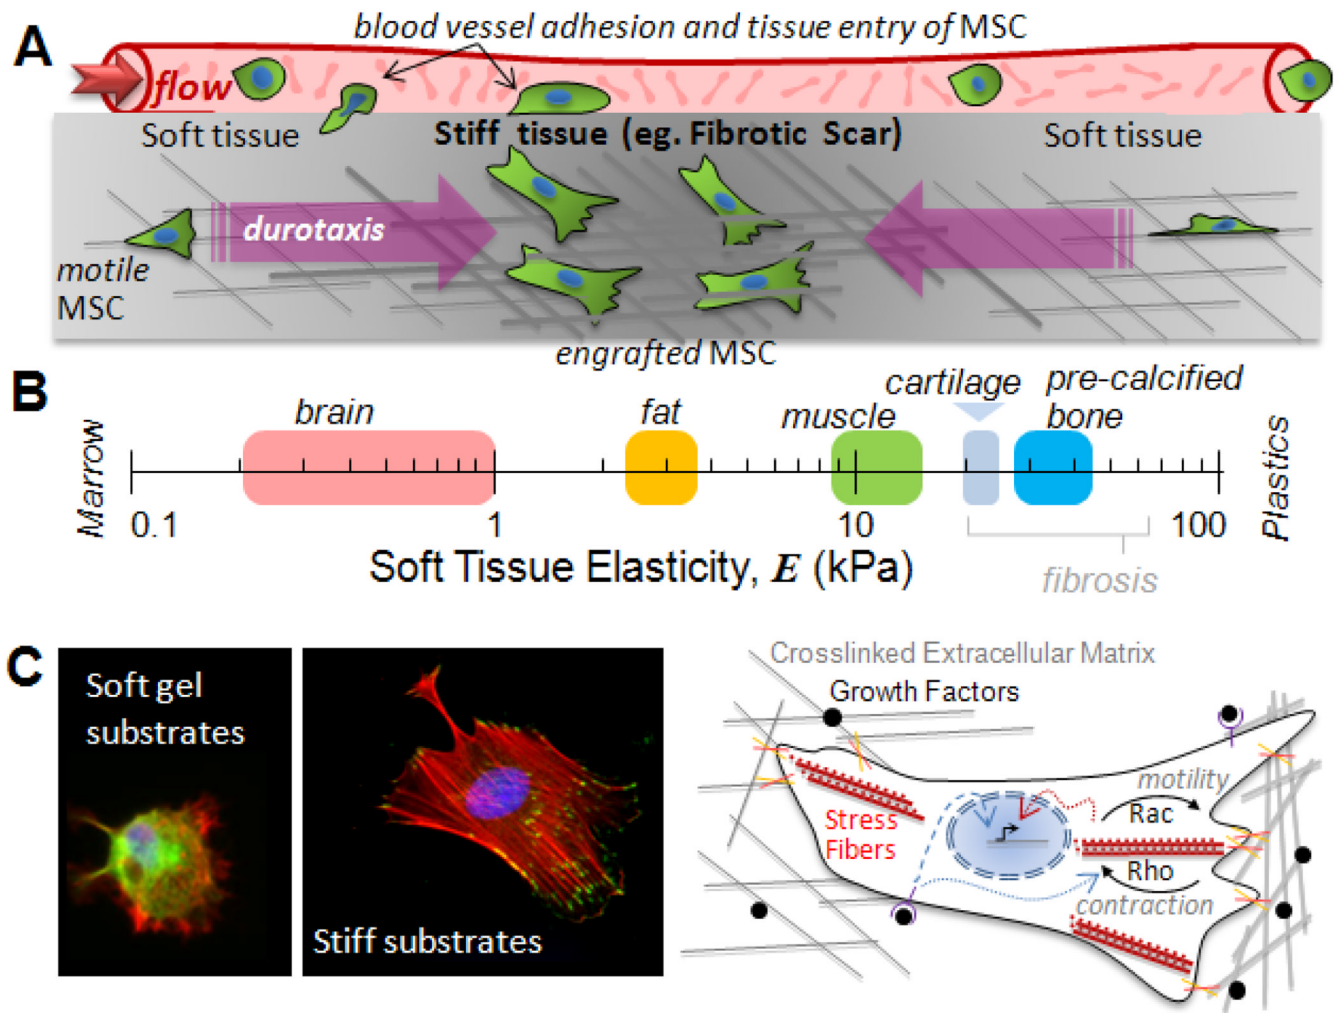 A
blood vessel adhesion and tissue entry of MSC
flow
Soft tissue
Stiff tissue (eg. Fibrotic Scar)
Soft tissue
durotaxis
motile
MSC
engrafted MSC
B
brain
fat
muscle
cartilage
pre-calcified
bone
Marrow
Plastics
0.1
1
10
100
Soft Tissue Elasticity, E (kPa)
fibrosis
C
Soft gel
substrates
Stiff substrates
Crosslinked Extracellular Matrix
Growth Factors
Stress
Fibers
motility
Rac
Rho
contraction